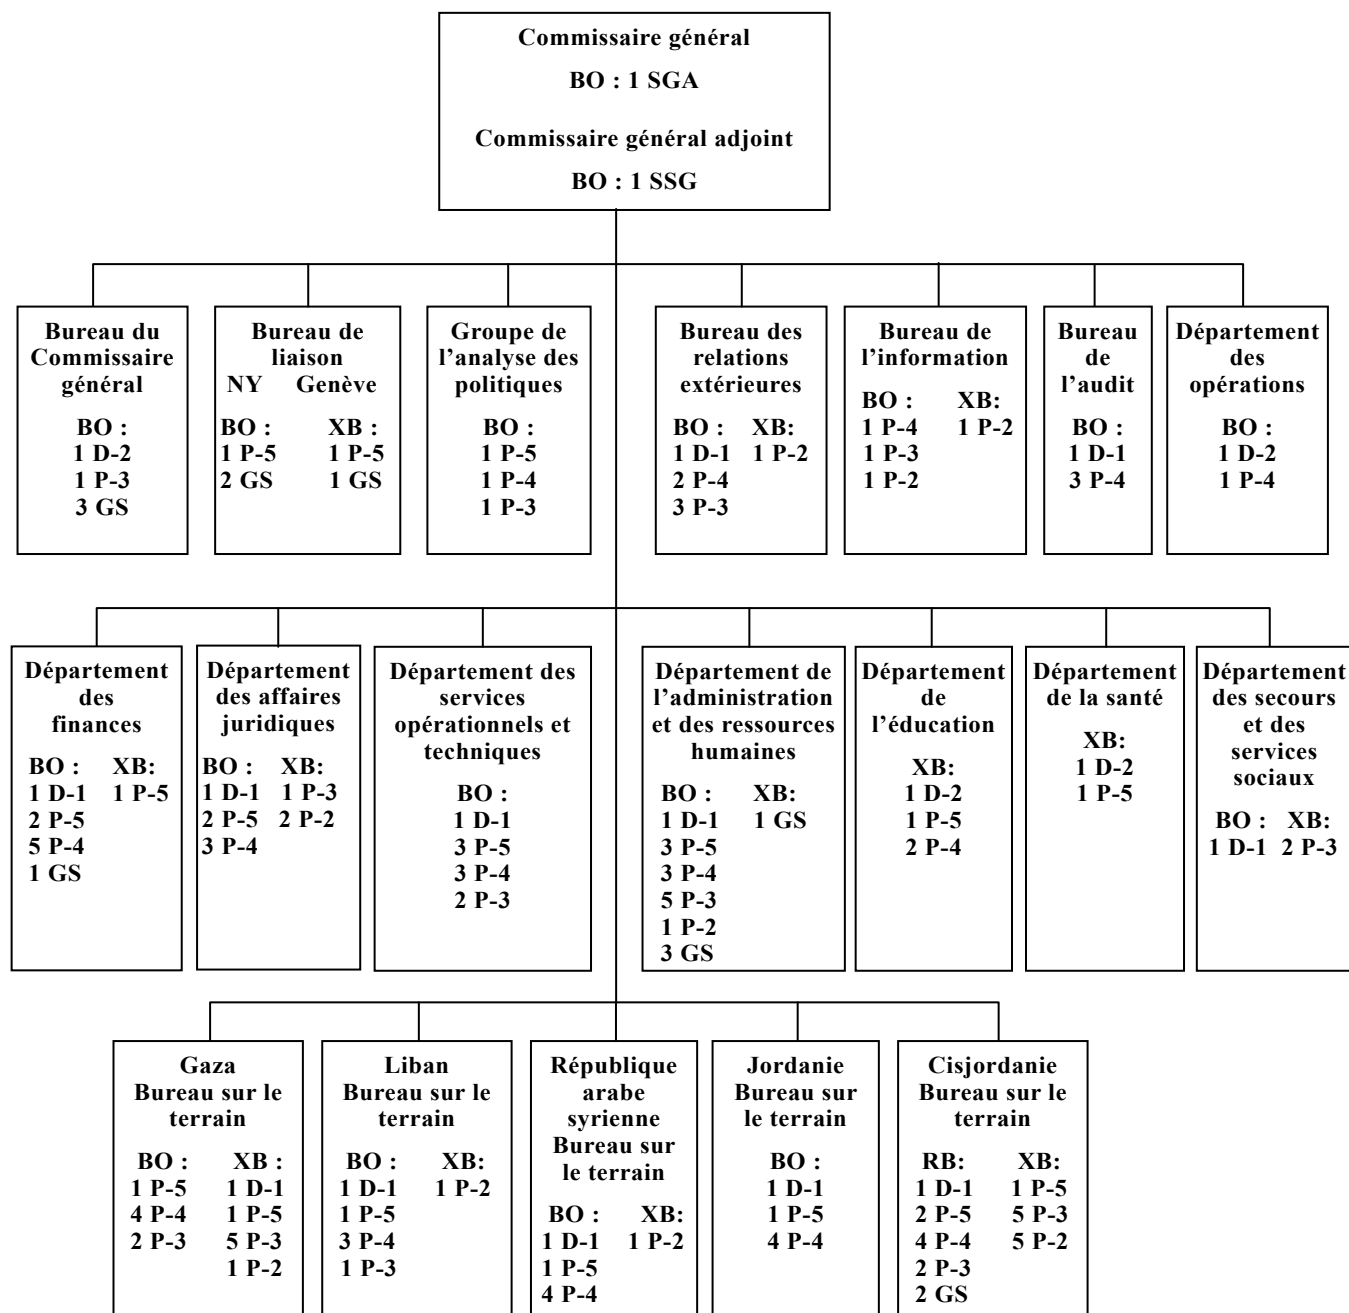 Commissaire général
BO : 1 SGA
Commissaire général adjoint
BO : 1 SSG
Bureau du
Commissaire
général
BO :
1 D-2
1 P-3
3 GS
Bureau de
liaison
NY Genève
BO : XB :
1 P-5 1 P-5
2 GS 1 GS
Groupe de
l’analyse des
politiques
BO :
1 P-5
1 P-4
1 P-3
Bureau des
relations
extérieures
BO : XB:
1 D-1 1 P-2
2 P-4
3 P-3
Bureau de
l’information
BO : XB:
1 P-4 1 P-2
1 P-3
1 P-2
Bureau
de
l’audit
BO :
1 D-1
3 P-4
Département
des
opérations
BO :
1 D-2
1 P-4
Département
des
finances
BO : XB:
1 D-1 1 P-5
2 P-5
5 P-4
1 GS
Département
des affaires
juridiques
BO : XB:
1 D-1 1 P-3
2 P-5 2 P-2
3 P-4
Département des
services
opérationnels et
techniques
BO :
1 D-1
3 P-5
3 P-4
2 P-3
Département de
l’administration
et des ressources
humaines
BO : XB:
1 D-1 1 GS
3 P-5
3 P-4
5 P-3
1 P-2
3 GS
Département
de
l’éducation
XB:
1 D-2
1 P-5
2 P-4
Département
de la santé
XB:
1 D-2
1 P-5
Département
des secours
et des
services
sociaux
BO : XB:
1 D-1 2 P-3
Gaza
Bureau sur le
terrain
BO : XB :
1 P-5 1 D-1
4 P-4 1 P-5
2 P-3 5 P-3
1 P-2
Liban
Bureau sur le
terrain
BO : XB:
1 D-1 1 P-2
1 P-5
3 P-4
1 P-3
République
arabe
syrienne
Bureau sur
le terrain
BO : XB:
1 D-1 1 P-2
1 P-5
4 P-4
Jordanie
Bureau sur
le terrain
BO :
1 D-1
1 P-5
4 P-4
Cisjordanie
Bureau sur le
terrain
RB: XB:
1 D-1 1 P-5
2 P-5 5 P-3
4 P-4 5 P-2
2 P-3
2 GS